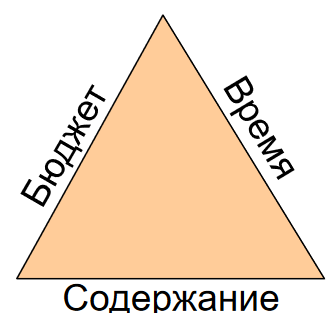 Бюджет
Время
Содержание